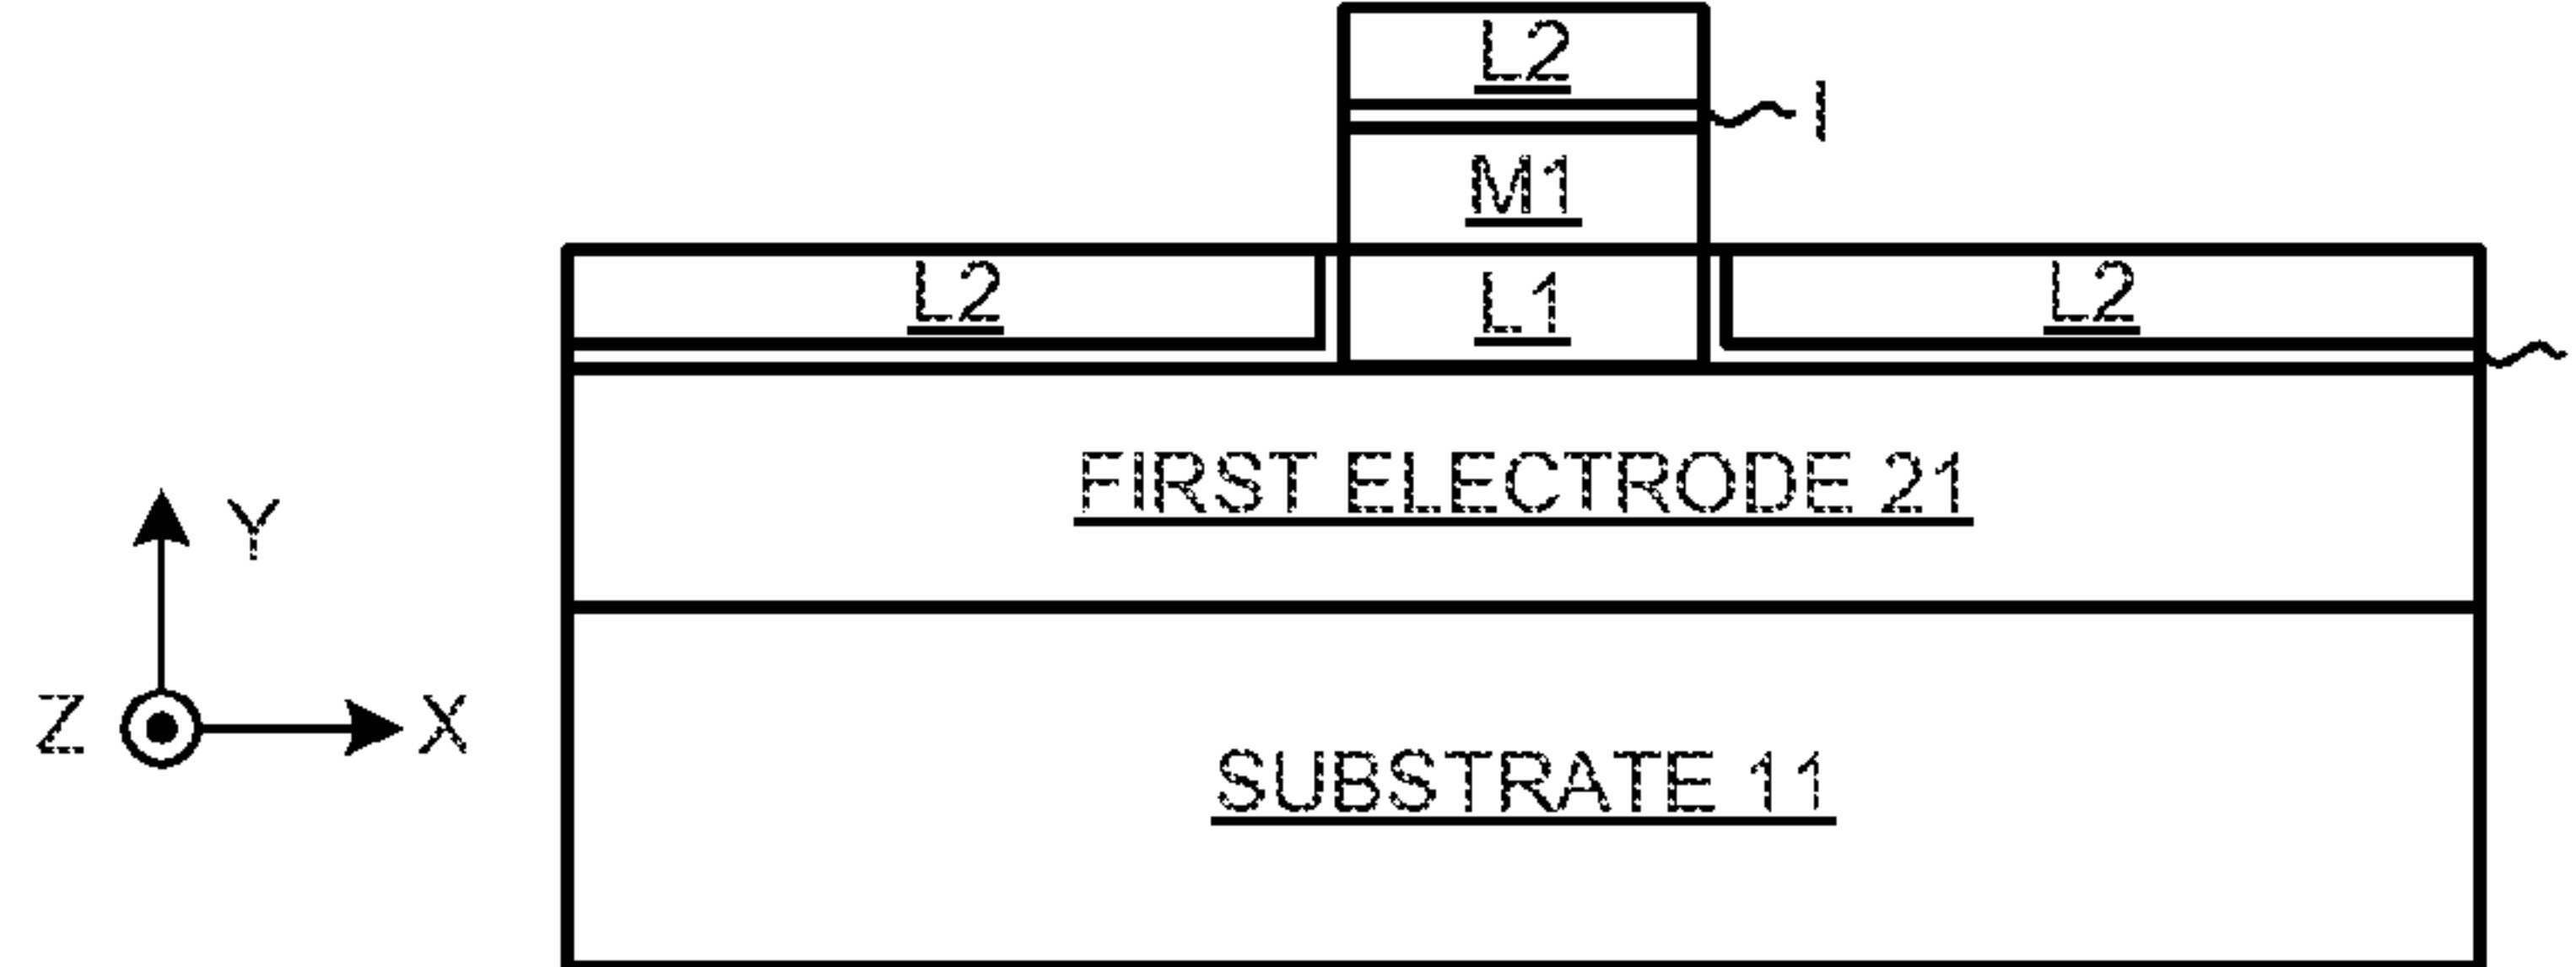 L2
I
M1
L2
L1
L2
FIRST ELECTRODE 21
Y
Z
X
SUBSTRATE 11